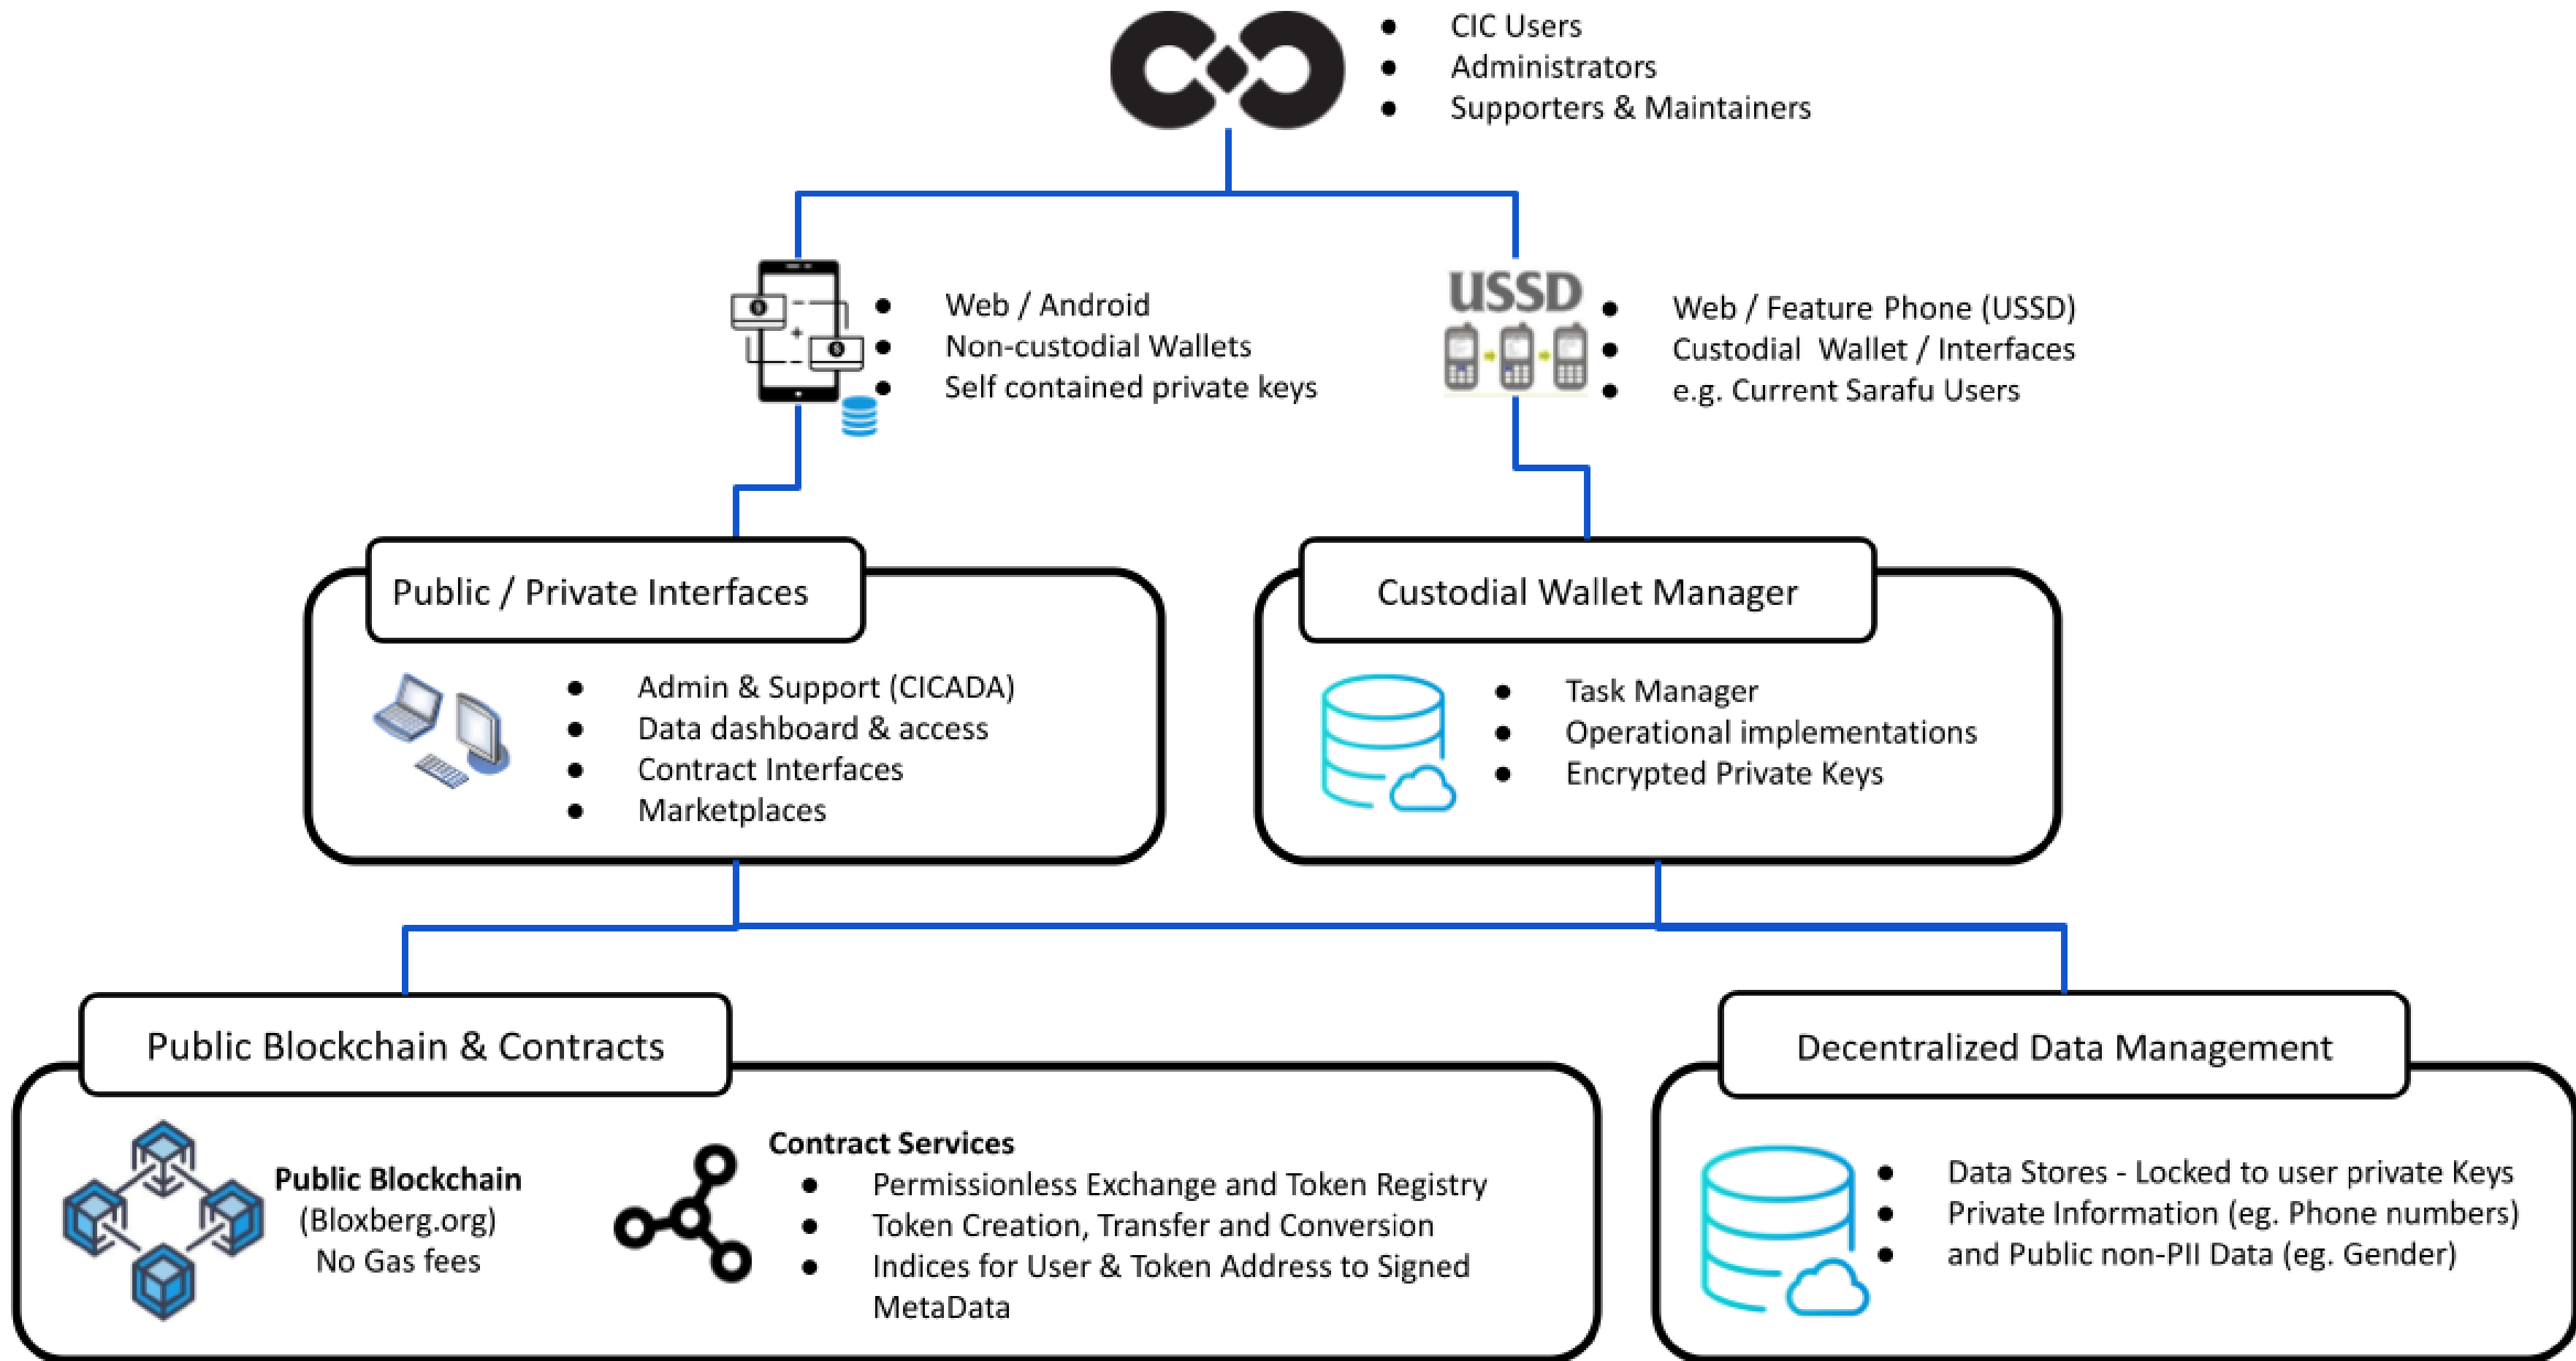 CIC Users
Administrators
Supporters & Maintainers
Web / Android
Non-custodial Wallets
Self contained private keys
USSD
Web / Feature Phone (USSD)
Custodial Wallet / Interfaces
e.g. Current Sarafu Users
Public / Private Interfaces
Admin & Support (CICADA)
Data dashboard & access
Contract Interfaces
Marketplaces
Custodial Wallet Manager
Task Manager
Operational implementations
Encrypted Private Keys
Public Blockchain & Contracts
Public Blockchain
(Bloxberg.org)
No Gas fees
Contract Services
Permissionless Exchange and Token Registry
Token Creation, Transfer and Conversion
Indices for User & Token Address to Signed
MetaData
Decentralized Data Management
Data Stores - Locked to user private Keys
Private Information (eg. Phone numbers)
and Public non-PII Data (eg. Gender)